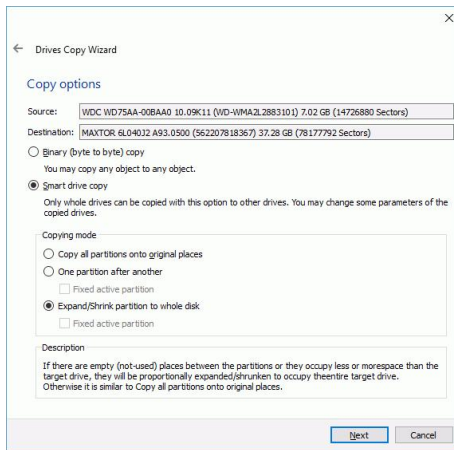 Drives Copy Wizard
Copy options
Source: WDC WD75AA-00BAA0 10.09K11 (WD-WMA2L2883101) 7.02 GB (14726880 Sectors)
Destination: MAXTOR 6L040J2 A93.0500 (562207818367) 37.28 GB (78177792 Sectors)
Binary (byte to byte) copy
You may copy any object to any object.
Smart drive copy
Only whole drives can be copied with this option to other drives. You may change some parameters of the
copied drives.
Copying mode
Copy all partitions onto original places
One partition after another
Fixed active partition
Expand/Shrink partition to whole disk
Fixed active partition
Description
If there are empty (not-used) places between the partitions or they occupy less or morespace than the
target drive, they will be proportionally expanded/shrunken to occupy theentire target drive.
Otherwise it is similar to Copy all partitions onto original places.
Next Cancel